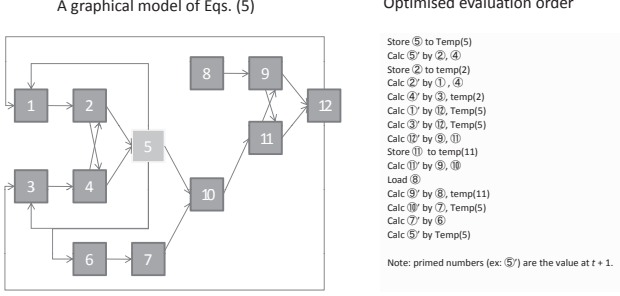 A graphical model of Eqs. (5)
Optimised evaluation order
1
2
3
4
5
6
7
8
9
10
11
12
Store ⑤ to Temp(5)
Calc ⑤' by ②, ④
Store ② to temp(2)
Calc ②' by ① , ④
Calc ④' by ③, temp(2)
Calc ①' by ⑫, Temp(5)
Calc ③' by ⑫, Temp(5)
Calc ⑫' by ⑨, ⑪
Store ⑪ to temp(11)
Calc ⑪' by ⑨, ⑩
Load ⑧
Calc ⑨' by ⑧, temp(11)
Calc ⑩' by ⑦, Temp(5)
Calc ⑦' by ⑥
Calc ⑤' by Temp(5)
Note: primed numbers (ex: ⑤') are the value at t + 1.